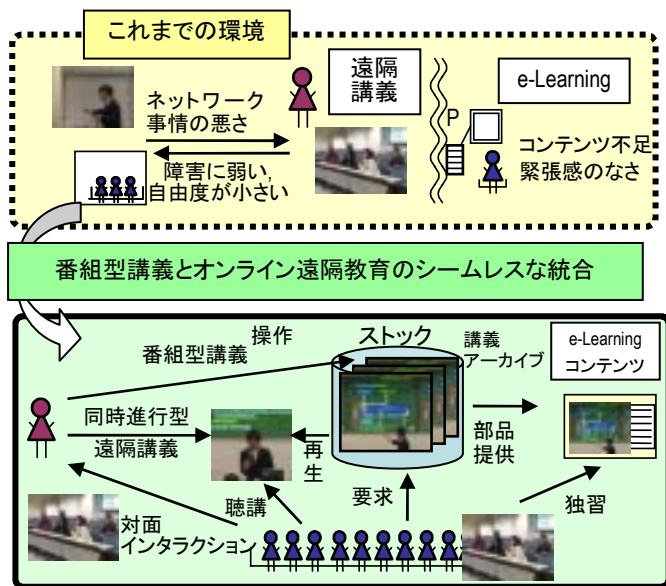 これまでの環境
遠隔
講義
e-Learning
ネットワーク
事情の悪さ
P
コンテンツ不足
緊張感のなさ
障害に弱い,
自由度が小さい
番組型講義とオンライン遠隔教育のシームレスな統合
操作
ストック
講義
アーカイブ
e-Learning
コンテンツ
番組型講義
同時進行型
遠隔講義
再
生
部品
提供
聴講
要求
独習
対面
インタラクション